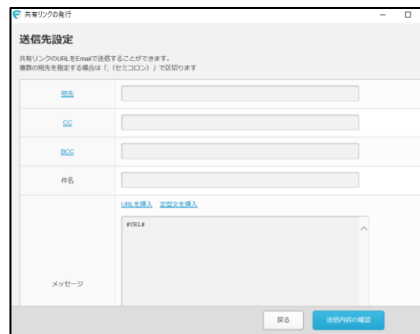 共有リンクの発行
送信先設定
共有リンクのURLをEmailで送信することができます。
複数の宛先を指定する場合は「;（セミコロン）」で区切ります
宛先
CC
BCC
件名
URLを挿入 定型文を挿入
#URL#
メッセージ
戻る 送信内容の確認